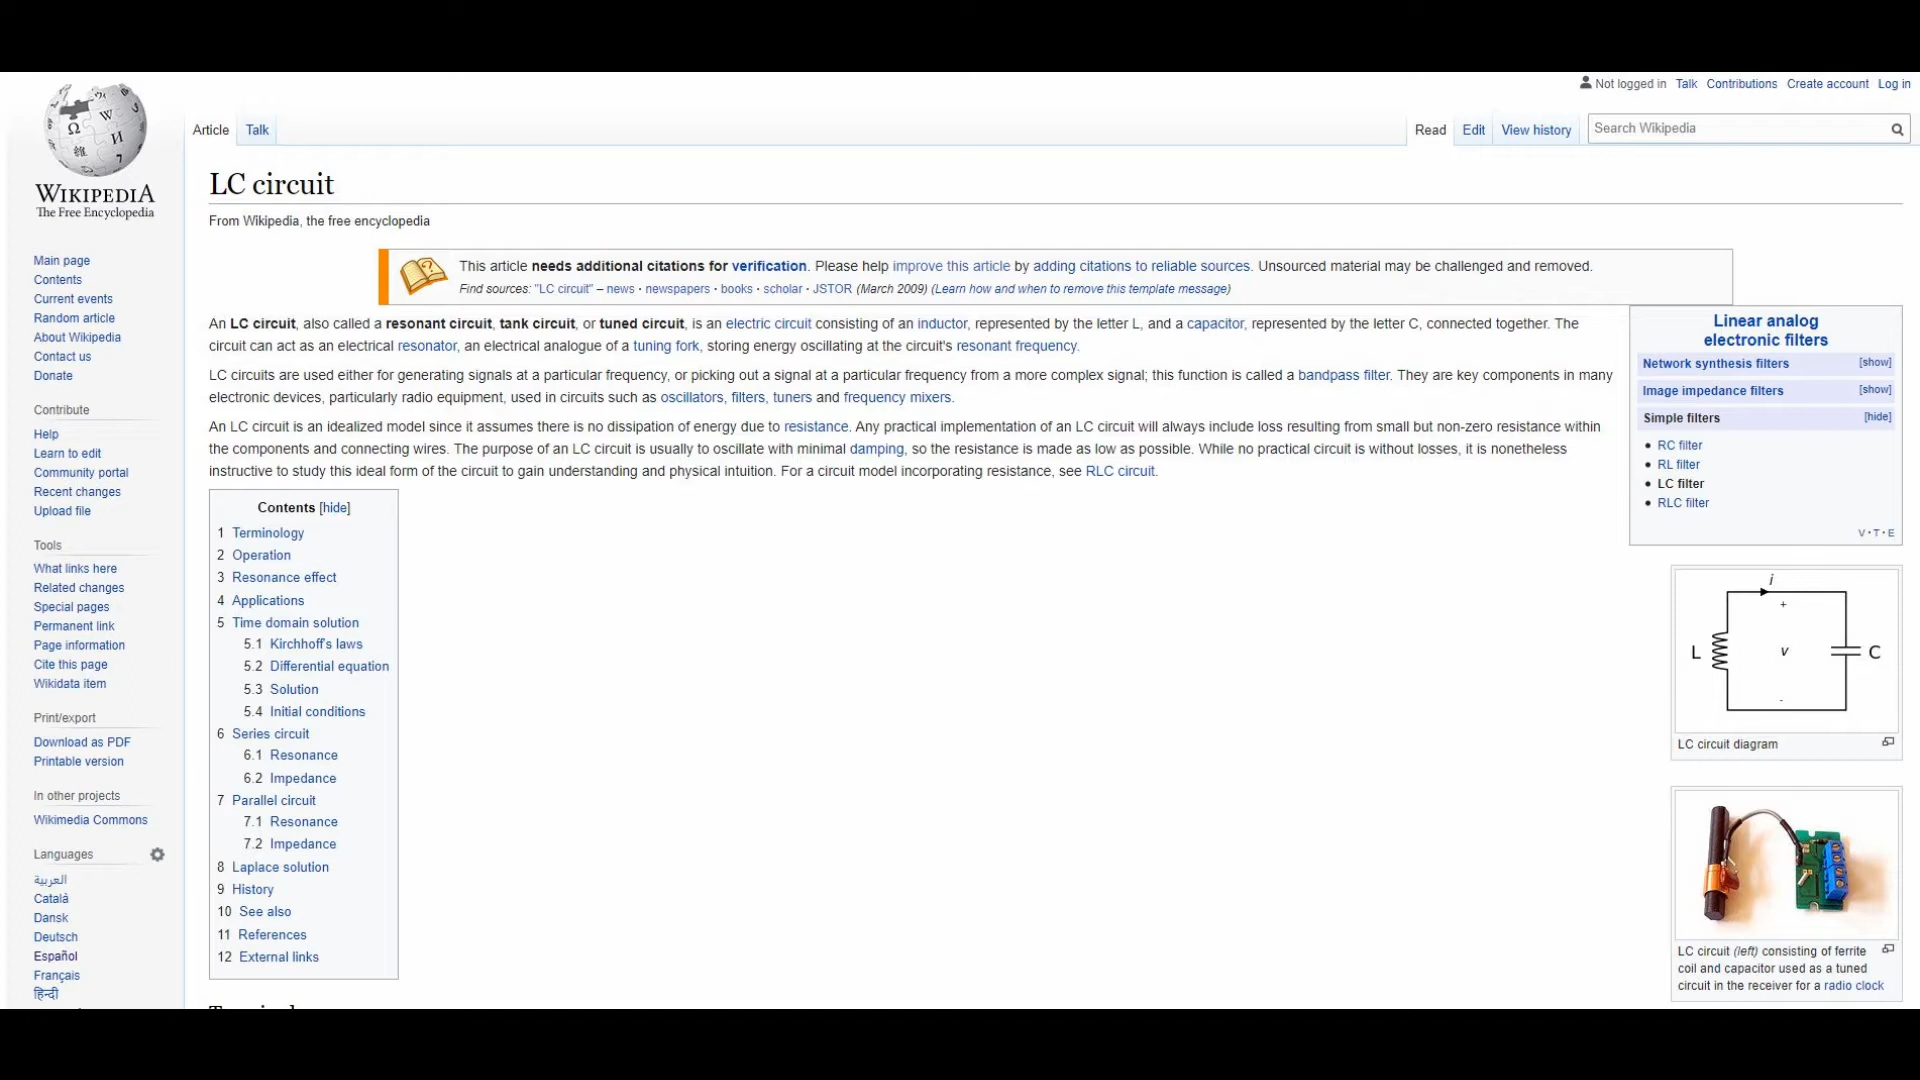 Not logged in Talk Contributions Create account Log in
Article Talk Read Edit View history Search Wikipedia
WIKIPEDIA
The Free Encyclopedia
Main page
Contents
Current events
Random article
About Wikipedia
Contact us
Donate
Contribute
Help
Learn to edit
Community portal
Recent changes
Upload file
Tools
What links here
Related changes
Special pages
Permanent link
Page information
Cite this page
Wikidata item
Print/export
Download as PDF
Printable version
In other projects
Wikimedia Commons
Languages
العربية
Català
Dansk
Deutsch
Español
Français
हिन्दी
LC circuit
From Wikipedia, the free encyclopedia
This article needs additional citations for verification. Please help improve this article by adding citations to reliable sources. Unsourced material may be challenged and removed.
Find sources: "LC circuit" – news · newspapers · books · scholar · JSTOR (March 2009) (Learn how and when to remove this template message)
An LC circuit, also called a resonant circuit, tank circuit, or tuned circuit, is an electric circuit consisting of an inductor, represented by the letter L, and a capacitor, represented by the letter C, connected together. The
circuit can act as an electrical resonator, an electrical analogue of a tuning fork, storing energy oscillating at the circuit's resonant frequency.
LC circuits are used either for generating signals at a particular frequency, or picking out a signal at a particular frequency from a more complex signal; this function is called a bandpass filter. They are key components in many
electronic devices, particularly radio equipment, used in circuits such as oscillators, filters, tuners and frequency mixers.
An LC circuit is an idealized model since it assumes there is no dissipation of energy due to resistance. Any practical implementation of an LC circuit will always include loss resulting from small but non-zero resistance within
the components and connecting wires. The purpose of an LC circuit is usually to oscillate with minimal damping, so the resistance is made as low as possible. While no practical circuit is without losses, it is nonetheless
instructive to study this ideal form of the circuit to gain understanding and physical intuition. For a circuit model incorporating resistance, see RLC circuit.
Contents [hide]
1 Terminology
2 Operation
3 Resonance effect
4 Applications
5 Time domain solution
5.1 Kirchhoff's laws
5.2 Differential equation
5.3 Solution
5.4 Initial conditions
6 Series circuit
6.1 Resonance
6.2 Impedance
7 Parallel circuit
7.1 Resonance
7.2 Impedance
8 Laplace solution
9 History
10 See also
11 References
12 External links
Linear analog
electronic filters
Network synthesis filters [show]
Image impedance filters [show]
Simple filters [hide]
• RC filter
• RL filter
• LC filter
• RLC filter
V · T · E
i
+
L v C
-
LC circuit diagram
LC circuit (left) consisting of ferrite
coil and capacitor used as a tuned
circuit in the receiver for a radio clock